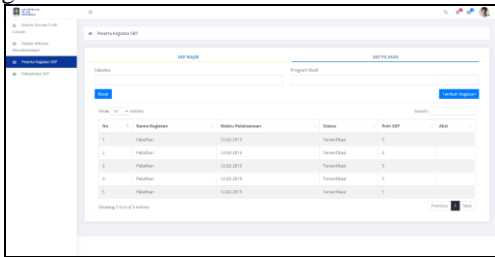 Peserta Kegiatan SKP
Peserta Kegiatan SKP
Rekapitulasi SKP
SKP WAJIB
SKP PILIHAN
Fakultas
Program Studi
Reset
Tambah Kegiatan
Show 10 entries
Search:
No Nama Kegiatan Waktu Pelaksanaan Status Poin SKP Aksi
1 Pelatihan 12-02-2019 Terverifikasi 5
2 Pelatihan 12-02-2019 Terverifikasi 5
3 Pelatihan 12-02-2019 Terverifikasi 5
4 Pelatihan 12-02-2019 Terverifikasi 5
5 Pelatihan 12-02-2019 Terverifikasi 5
Showing 1 to 5 of 5 entries
Previous 1 Next